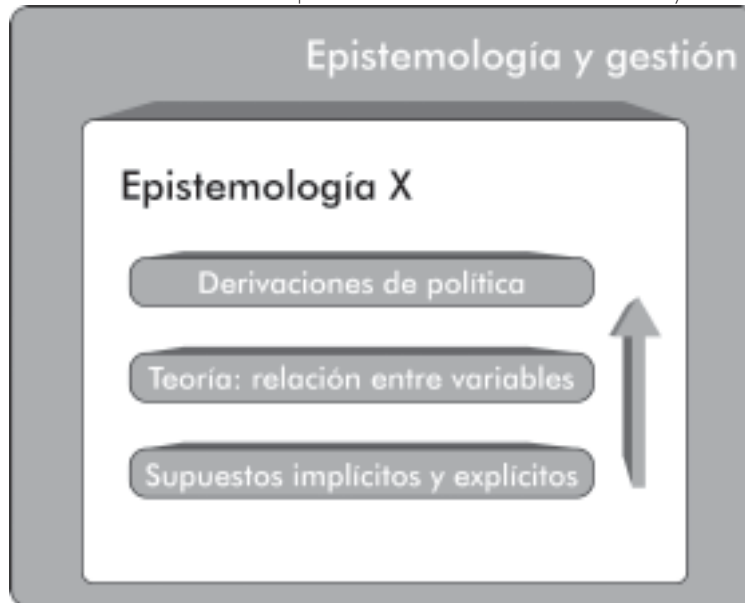 Epistemología y gestión
Epistemología X
Derivaciones de política
Teoría: relación entre variables
Supuestos implícitos y explícitos